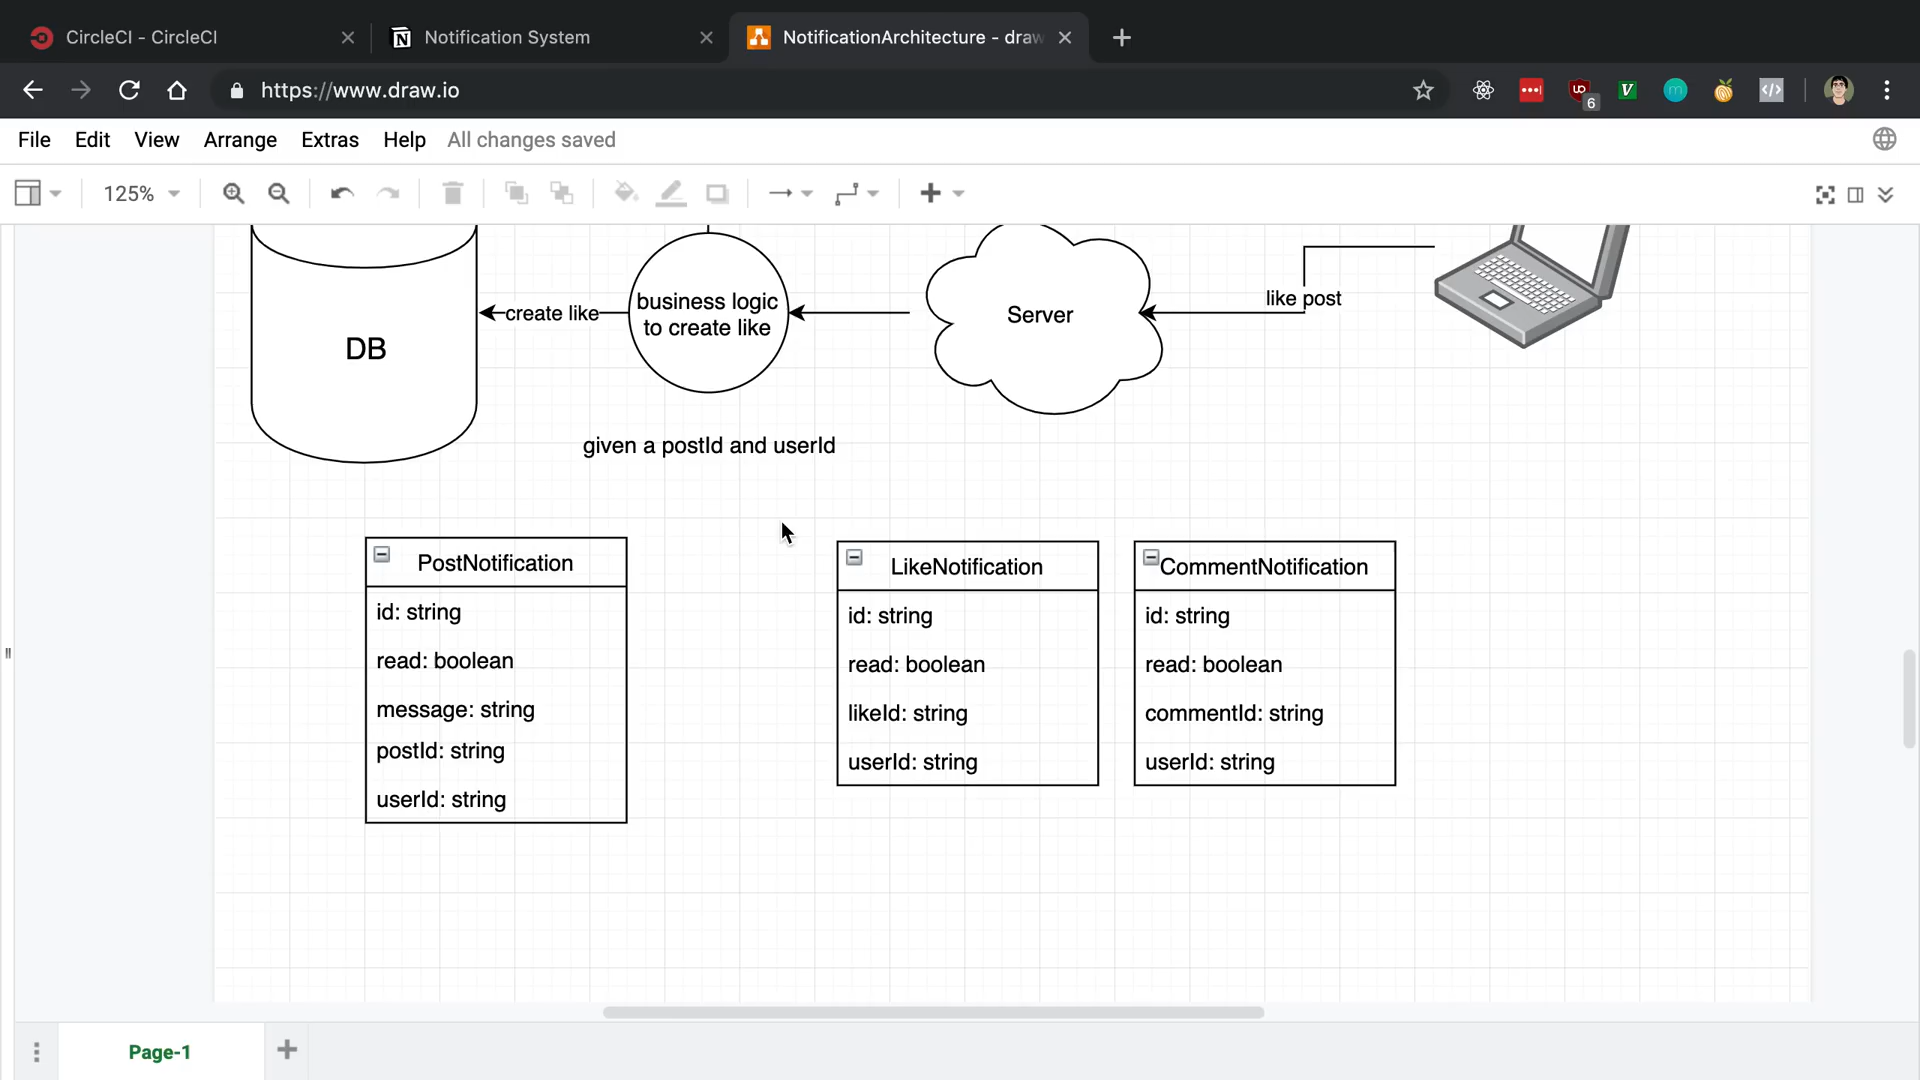 CircleCI - CircleCI
Notification System
NotificationArchitecture - draw
https://www.draw.io
6
File Edit View Arrange Extras Help All changes saved
125%
DB
create like
business logic
to create like
Server
like post
given a postId and userId
PostNotification
id: string
read: boolean
message: string
postId: string
userId: string
LikeNotification
id: string
read: boolean
likeId: string
userId: string
CommentNotification
id: string
read: boolean
commentId: string
userId: string
Page-1